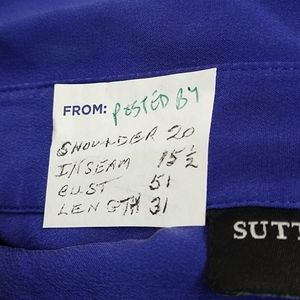 FROM: POSTED BY
SHOULDER 20
INSEAM 15½
BUST 51
LENGTH 31
SUTT